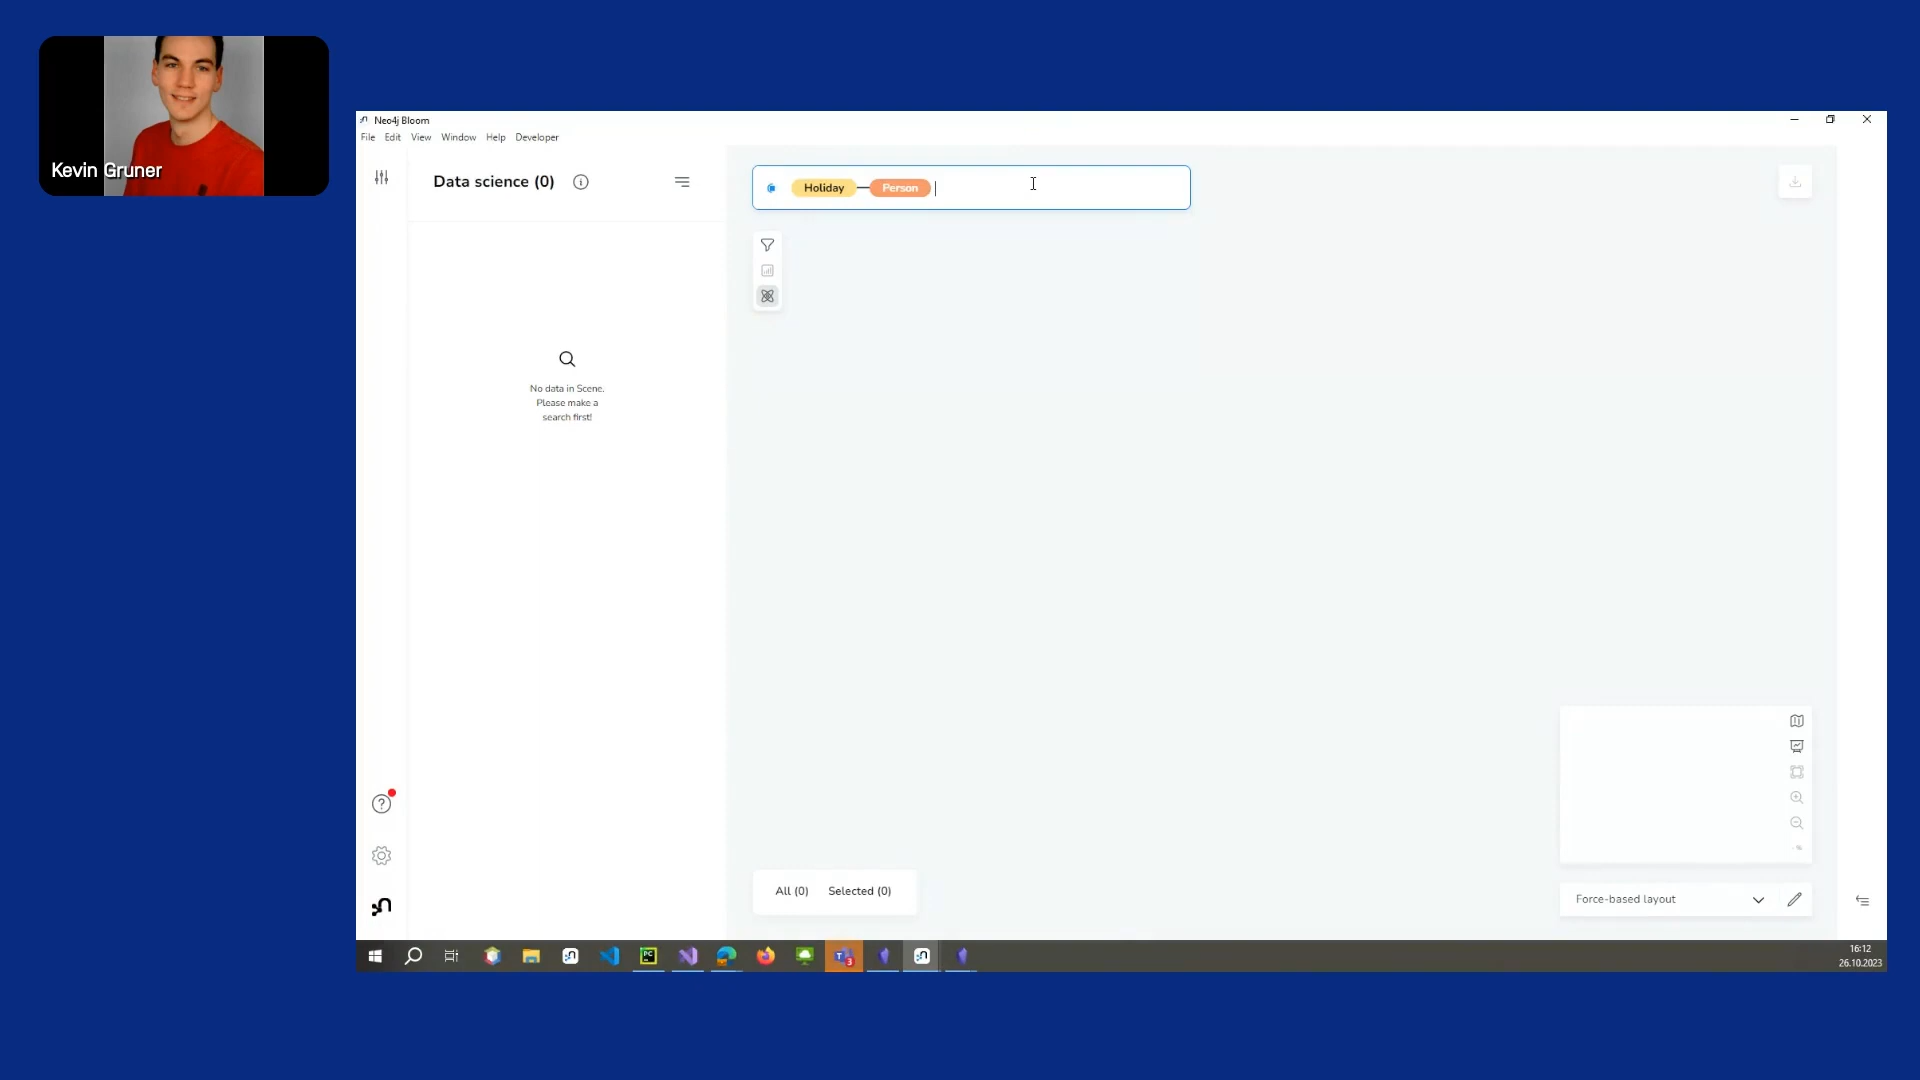 Kevin Gruner
Neo4j Bloom
File Edit View Window Help Developer
Data science (0)
Holiday Person
No data in Scene.
Please make a
search first!
All (0) Selected (0)
Force-based layout
16:12
26.10.2023